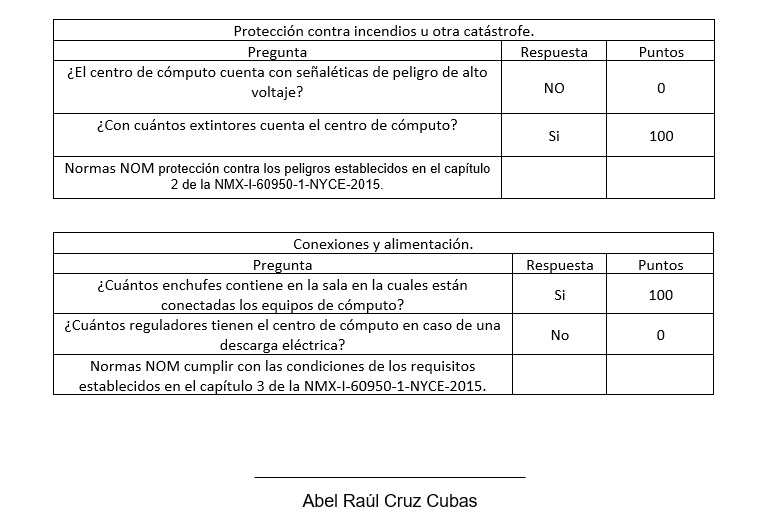 Protección contra incendios u otra catástrofe.
Pregunta Respuesta Puntos
¿El centro de cómputo cuenta con señaléticas de peligro de alto
voltaje? NO 0
¿Con cuántos extintores cuenta el centro de cómputo? Si 100
Normas NOM protección contra los peligros establecidos en el capítulo
2 de la NMX-I-60950-1-NYCE-2015.
Conexiones y alimentación.
Pregunta Respuesta Puntos
¿Cuántos enchufes contiene en la sala en la cuales están
conectadas los equipos de cómputo? Si 100
¿Cuántos reguladores tienen el centro de cómputo en caso de una
descarga eléctrica? No 0
Normas NOM cumplir con las condiciones de los requisitos
establecidos en el capítulo 3 de la NMX-I-60950-1-NYCE-2015.
Abel Raúl Cruz Cubas